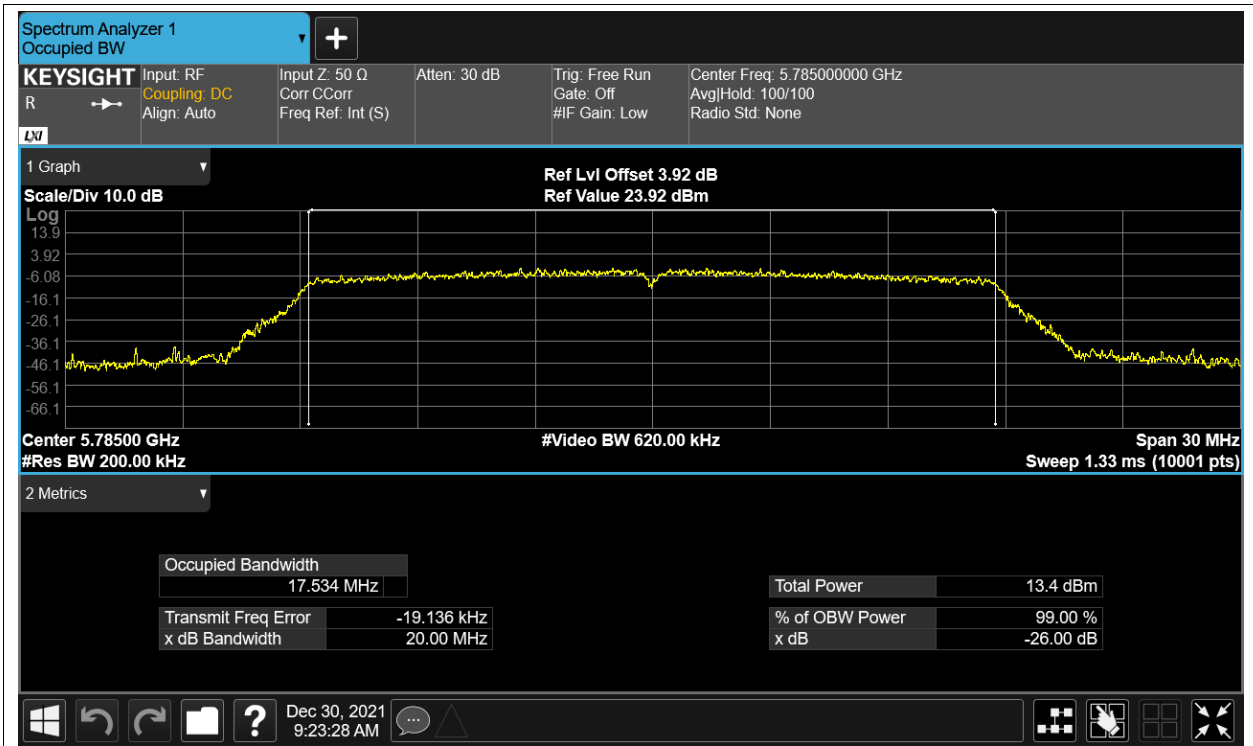 Spectrum Analyzer 1
Occupied BW
KEYSIGHT
R
LXI
Input: RF
Coupling: DC
Align: Auto
Input Z: 50 Ω
Corr CCorr
Freq Ref: Int (S)
Atten: 30 dB
Trig: Free Run
Gate: Off
#IF Gain: Low
Center Freq: 5.785000000 GHz
Avg|Hold: 100/100
Radio Std: None
1 Graph
Scale/Div 10.0 dB
Ref Lvl Offset 3.92 dB
Ref Value 23.92 dBm
Log
13.9
3.92
-6.08
-16.1
-26.1
-36.1
-46.1
-56.1
-66.1
Center 5.78500 GHz
#Video BW 620.00 kHz
Span 30 MHz
#Res BW 200.00 kHz
Sweep 1.33 ms (10001 pts)
2 Metrics
Occupied Bandwidth
17.534 MHz
Total Power 13.4 dBm
Transmit Freq Error -19.136 kHz
% of OBW Power 99.00 %
x dB Bandwidth 20.00 MHz
x dB -26.00 dB
?
Dec 30, 2021
9:23:28 AM